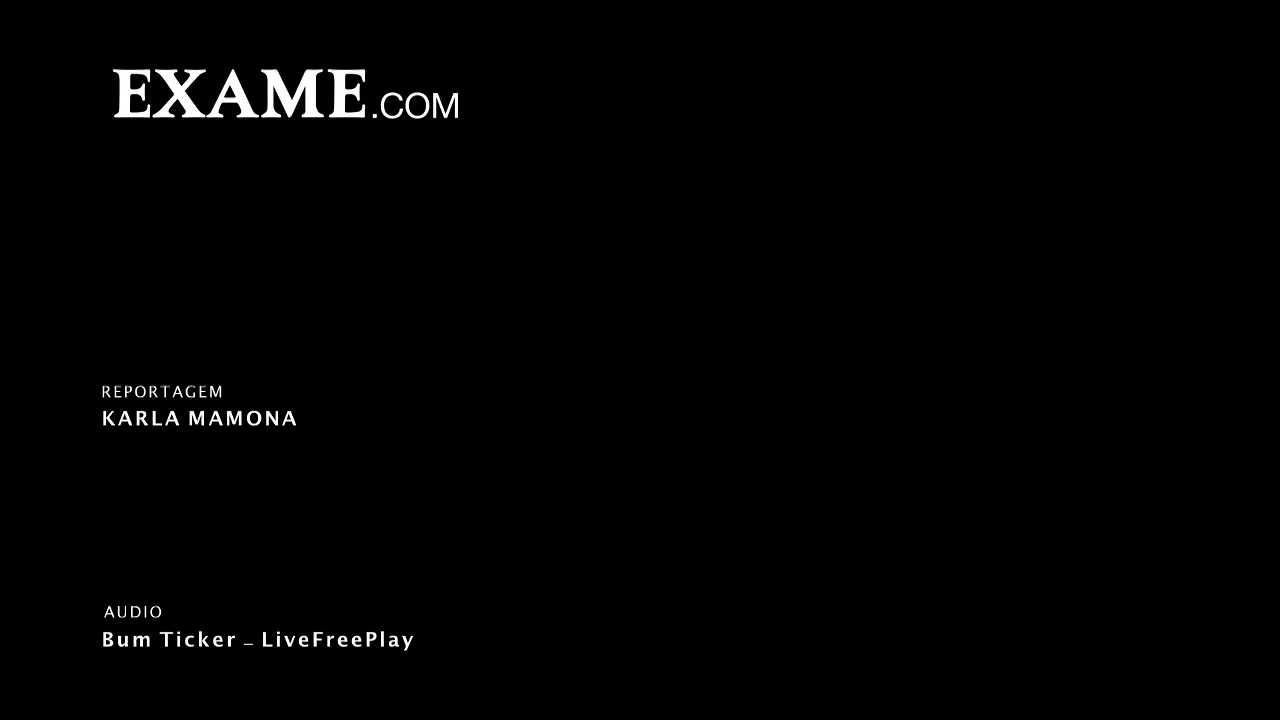 EXAME.COM
REPORTAGEM
KARLA MAMONA
AUDIO
Bum Ticker – LiveFreePlay